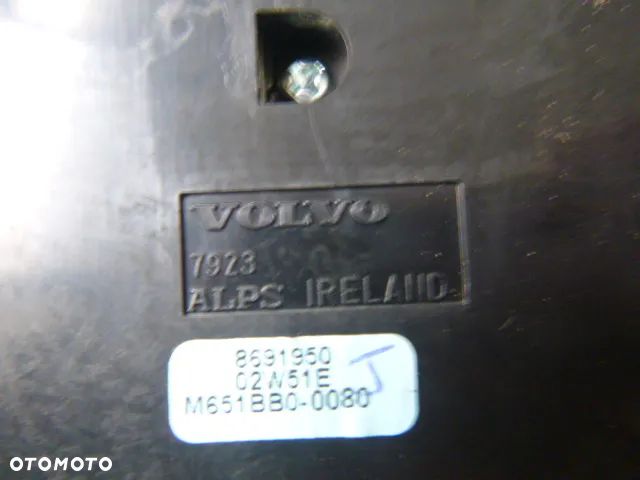 VOLVO
7923
ALPS IRELAND
8691950
02W51E
M651BB0-0080
J
OTOMOTO